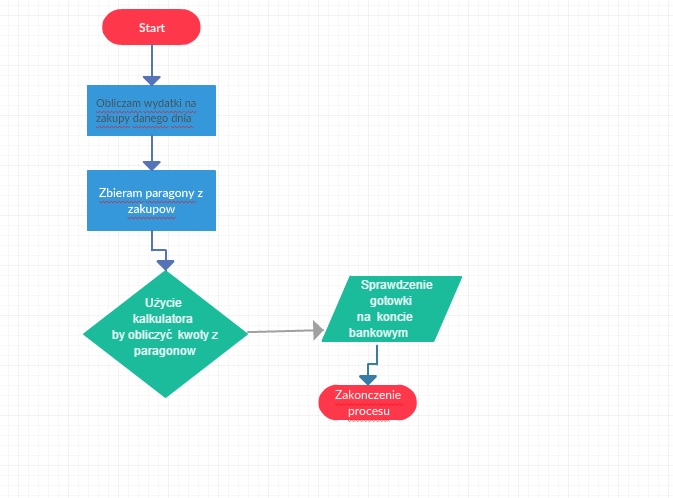 Start
Obliczam wydatki na
zakupy danego dnia
Zbieram paragony z
zakupow
Użycie
kalkulatora
by obliczyć kwoty z
paragonow
Sprawdzenie
gotowki
na koncie
bankowym
Zakonczenie
procesu